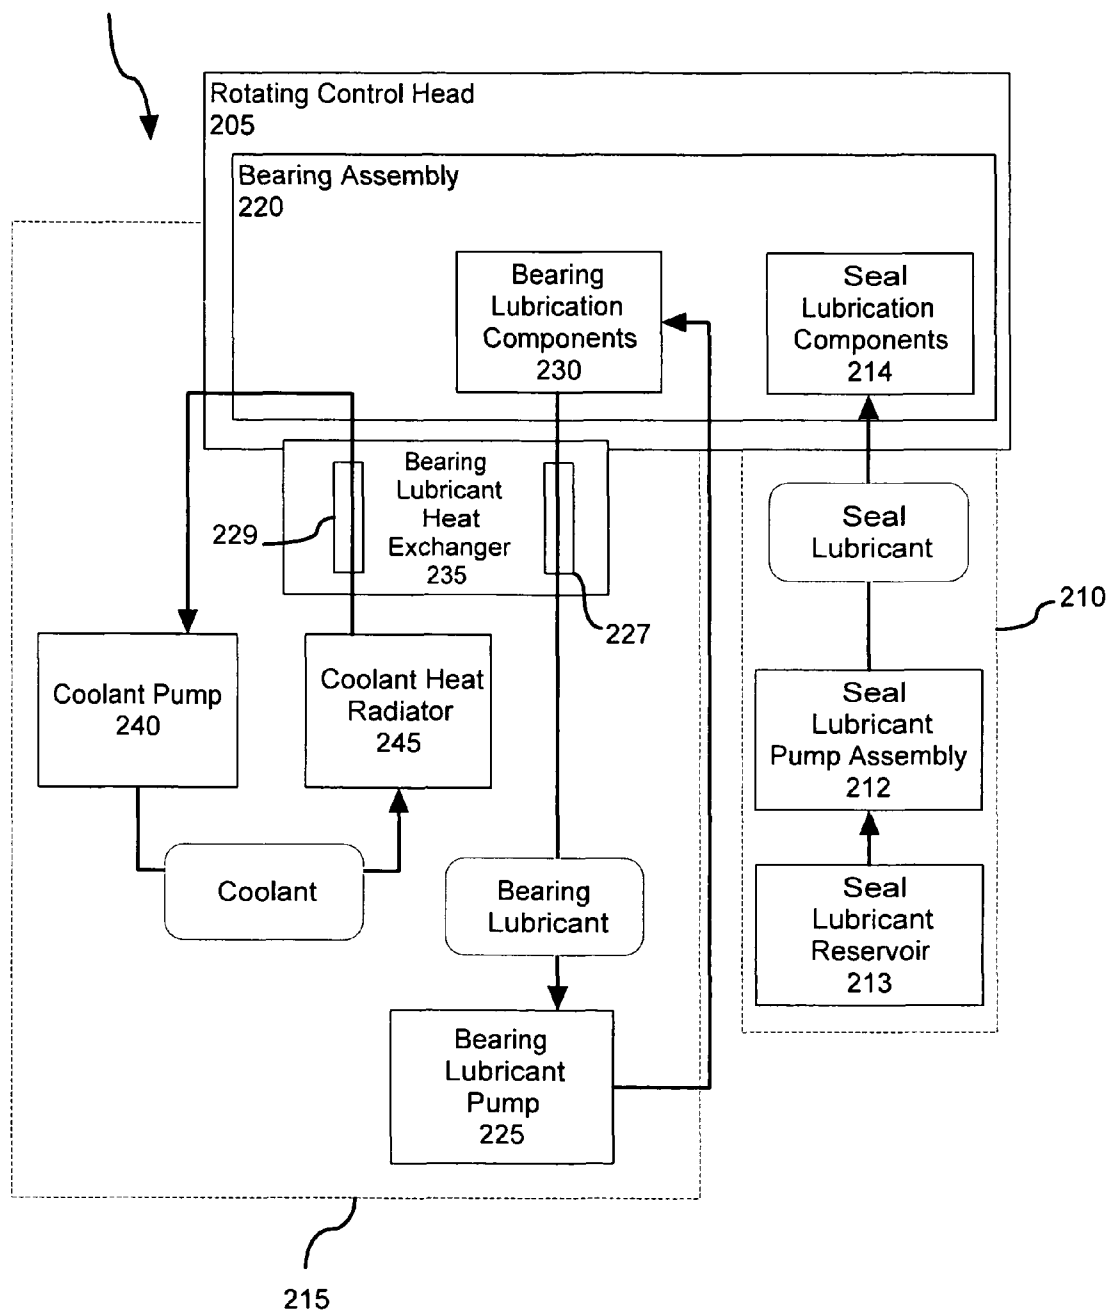 Rotating Control Head
205
Bearing Assembly
220
Bearing
Lubrication
Components
230
Seal
Lubrication
Components
214
Bearing
Lubricant
Heat
Exchanger
235
229
227
Seal
Lubricant
210
Coolant Pump
240
Coolant Heat
Radiator
245
Seal
Lubricant
Pump Assembly
212
Coolant
Bearing
Lubricant
Seal
Lubricant
Reservoir
213
Bearing
Lubricant
Pump
225
215